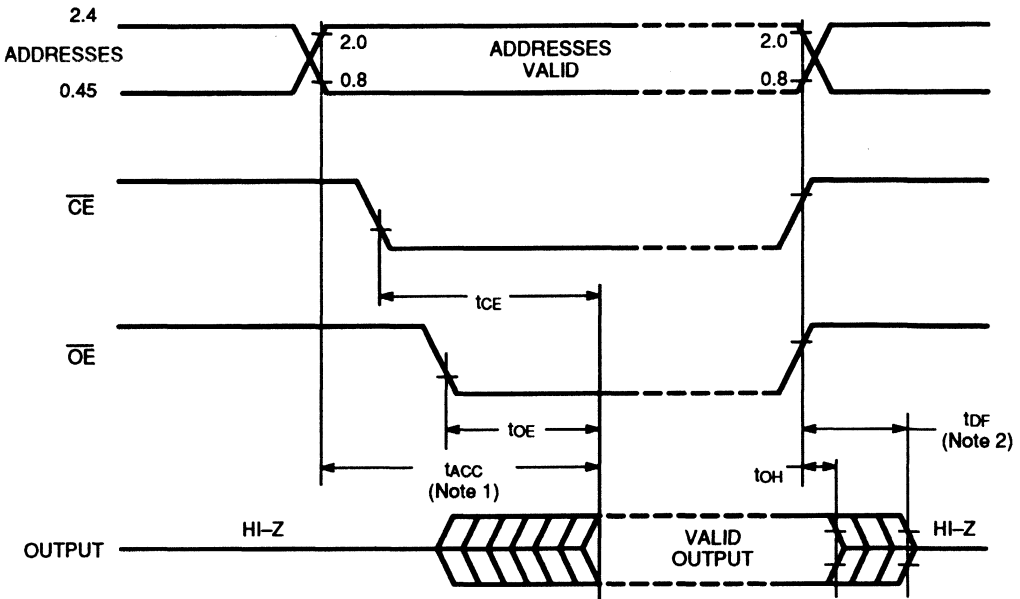 2.4
ADDRESSES
0.45
2.0
0.8
ADDRESSES
VALID
2.0
0.8
CE
tCE
OE
tOE
tACC
(Note 1)
tDF
(Note 2)
tOH
OUTPUT
HI–Z
VALID
OUTPUT
HI–Z